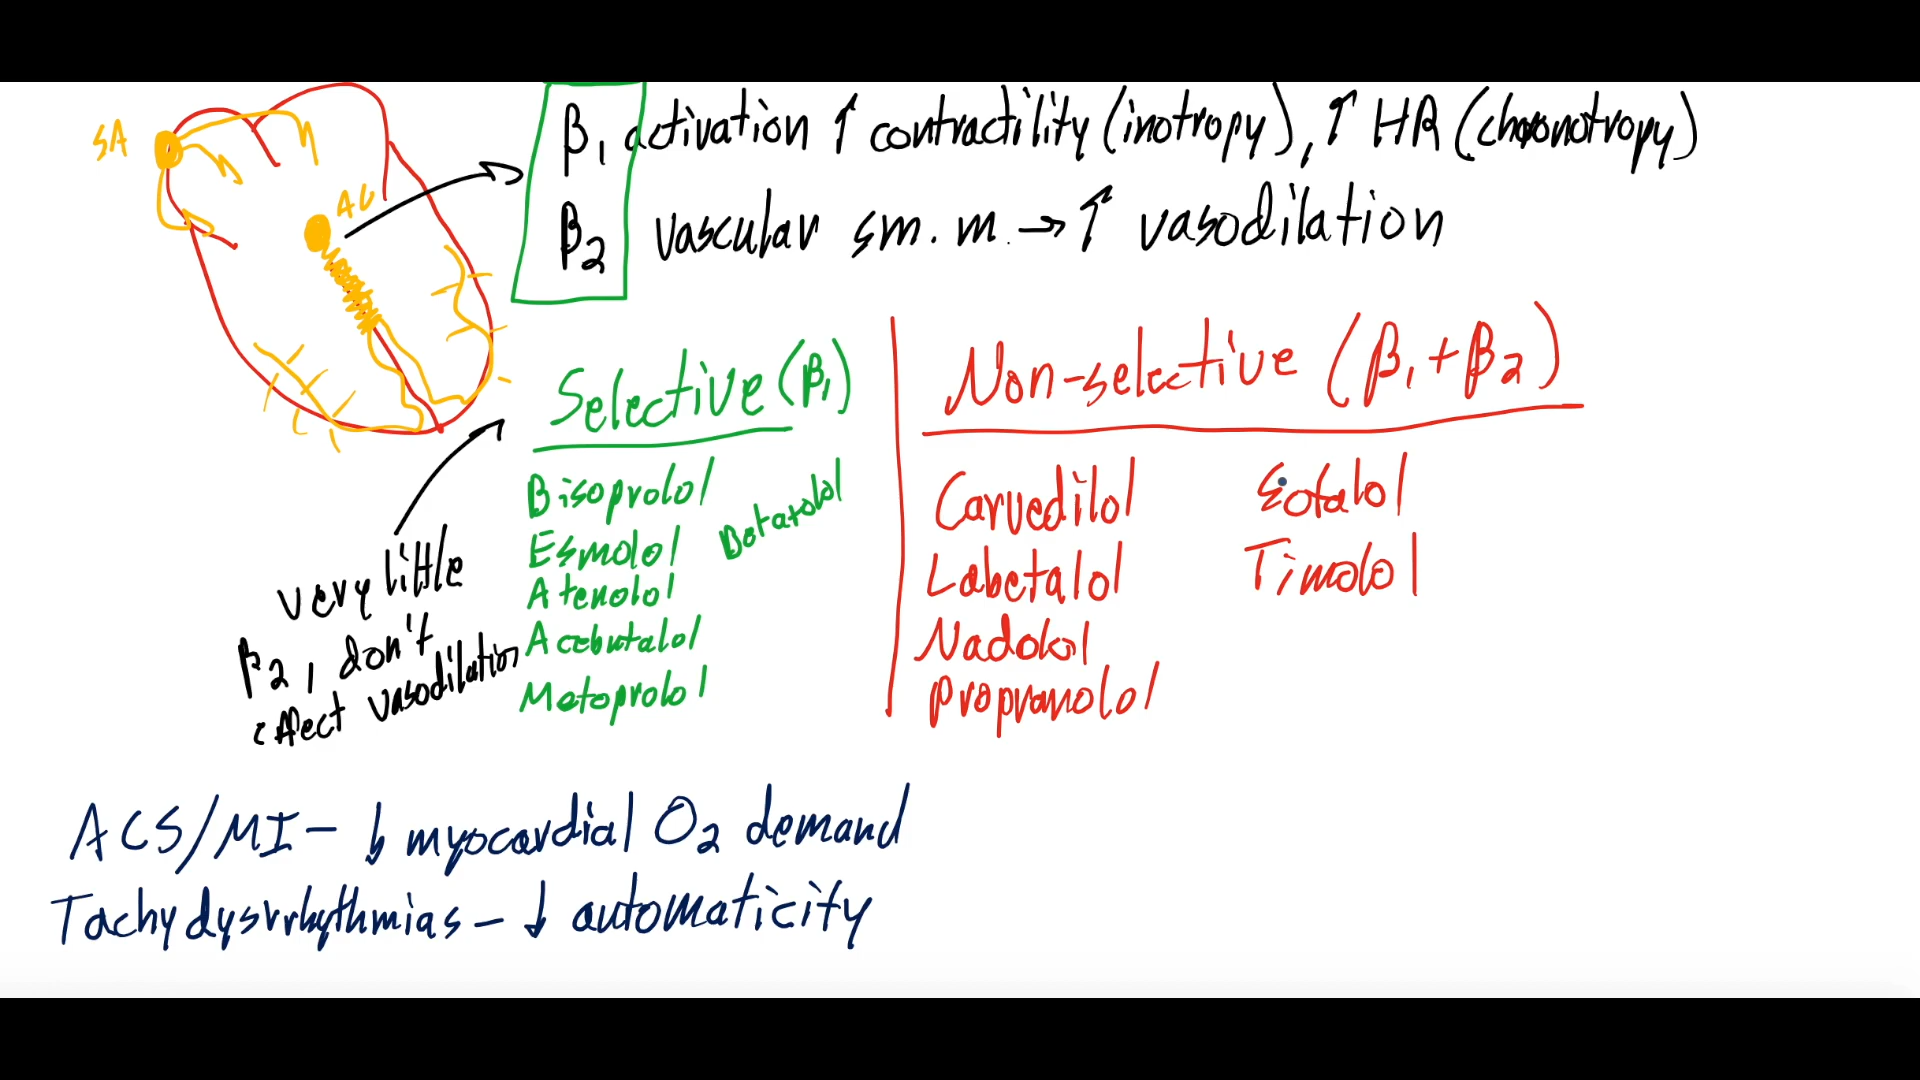 SA
AV
β1 activation ↑ contractility (inotropy), ↑ HR (chronotropy)
β2 vascular sm. m. → ↑ vasodilation
Selective (β1)
Bisoprolol
Esmolol
Atenolol
Acebutalol
Metoprolol
Betaxolol
Non-selective (β1 + β2)
Carvedilol
Labetalol
Nadolol
Propranolol
Sotalol
Timolol
very little
β2, don't
effect vasodilation
ACS/MI - ↓ myocardial O2 demand
Tachydysrrhythmias - ↓ automaticity